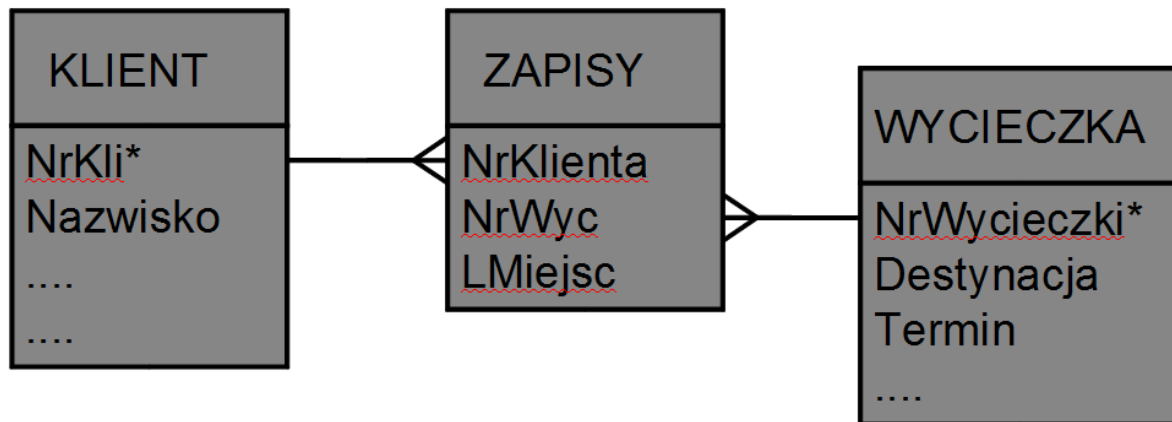 KLIENT
NrKli*
Nazwisko
....
....
ZAPISY
NrKlienta
NrWyc
LMiejsc
WYCIECZKA
NrWycieczki*
Destynacja
Termin
....